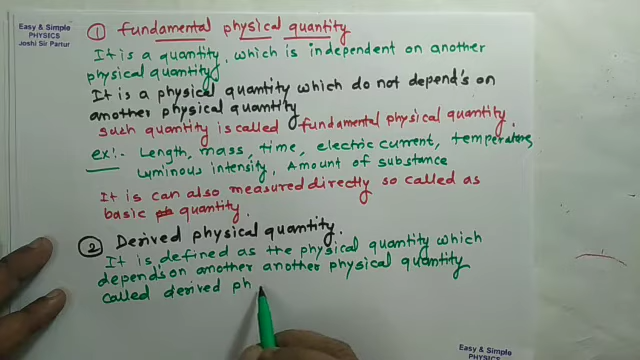 Easy & Simple
PHYSICS
Joshi Sir Partur
① Fundamental physical quantity
It is a quantity, which is independent on another
physical quantity
It is a physical quantity which do not depend's on
another physical quantity
such quantity is called fundamental physical quantity.
ex:- Length, mass, time, electric current, temperature,
Luminous intensity, Amount of substance
It is can also measured directly so called as
basic ph quantity.
② Derived physical quantity.
It is defined as the physical quantity which
depend's on another another physical quantity
called derived ph
Easy & Simple
PHYSICS